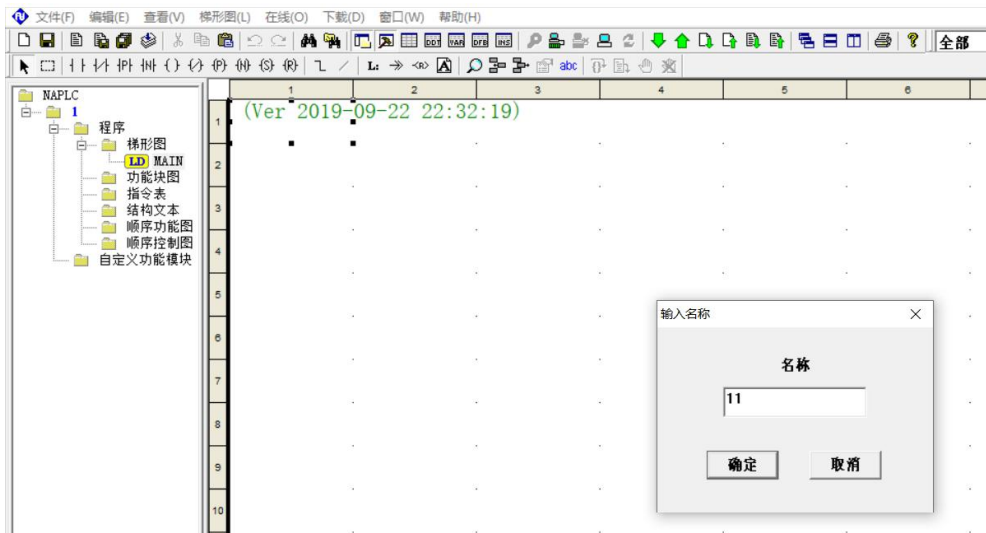 文件(F) 编辑(E) 查看(V) 梯形图(L) 在线(O) 下载(D) 窗口(W) 帮助(H)
DDT VAR DFB INS 全部
(P) (N) (S) (R) L: <R> A abc
NAPLC
1
程序
梯形图
LD MAIN
功能块图
指令表
结构文本
顺序功能图
顺序控制图
自定义功能模块
1 2 3 4 5 6
1
2
3
4
5
6
7
8
9
10
(Ver 2019-09-22 22:32:19)
输入名称
名称
11
确定 取消